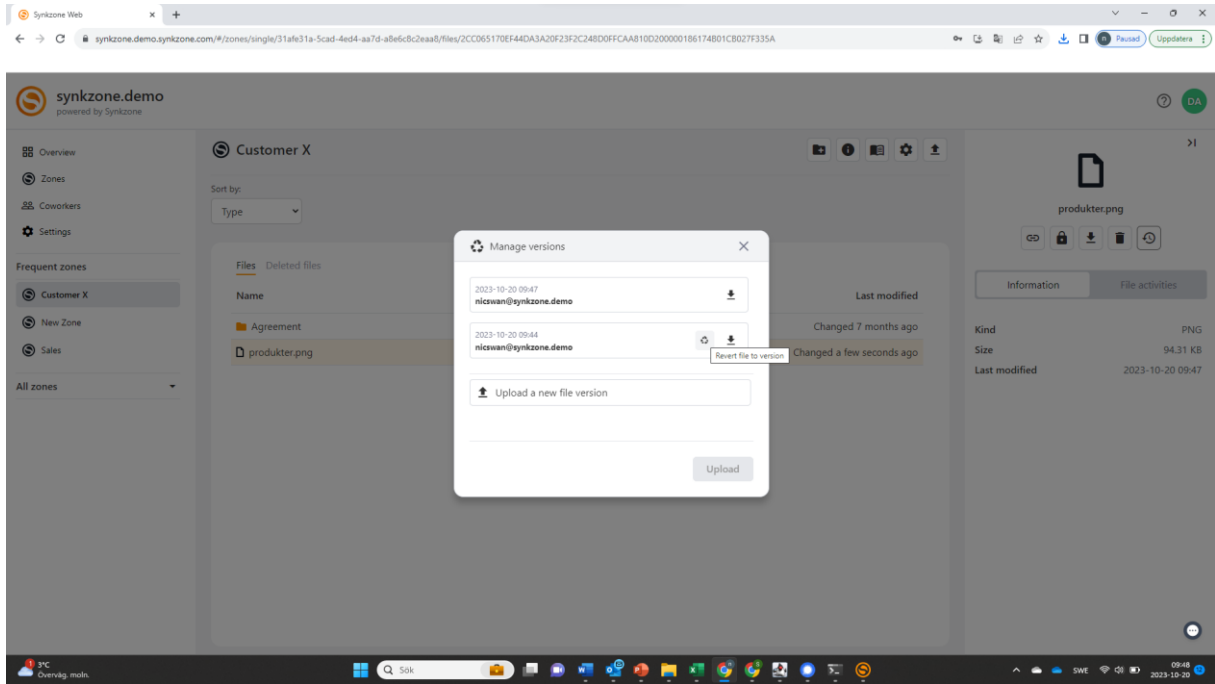 Synkzone Web
synkzone.demo.synkzone.com/#/zones/single/31afe31a-5cad-4ed4-aa7d-a8e6c8c2eaa8/files/2CC065170EF44DA3A20F23F2C248D0FFCAA810D200000186174B01CB027F335A
Pausad
Uppdatera
synkzone.demo
powered by Synkzone
DA
Overview
Zones
Coworkers
Settings
Frequent zones
Customer X
New Zone
Sales
All zones
Customer X
Sort by:
Type
Files Deleted files
Name Last modified
Agreement Changed 7 months ago
produkter.png Changed a few seconds ago
Manage versions
2023-10-20 09:47
nicswan@synkzone.demo
2023-10-20 09:44
nicswan@synkzone.demo
Revert file to version
Upload a new file version
Upload
produkter.png
Information File activities
Kind PNG
Size 94.31 KB
Last modified 2023-10-20 09:47
3°C
Överväg. moln.
Sök
SWE
09:48
2023-10-20